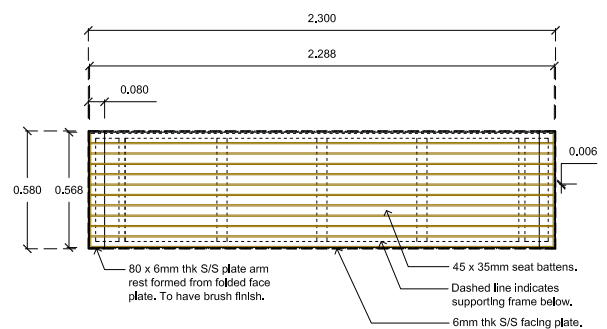 2.300
2.288
0.080
0.006
0.580
0.568
80 x 6mm thk S/S plate arm
rest formed from folded face
plate. To have brush finish.
45 x 35mm seat battens.
Dashed line indicates
supporting frame below.
6mm thk S/S facing plate.